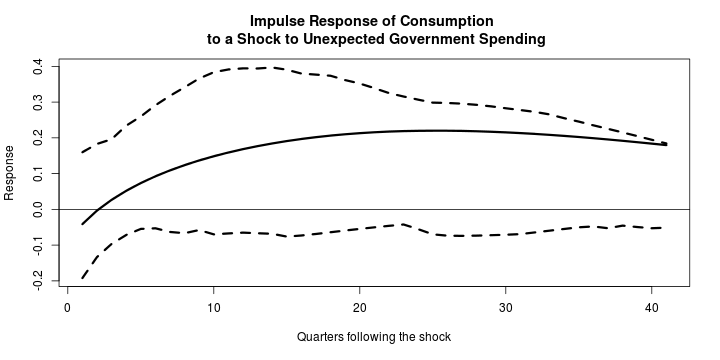 Impulse Response of Consumption
to a Shock to Unexpected Government Spending
Response
0.4
0.3
0.2
0.1
0.0
-0.1
-0.2
0 10 20 30 40
Quarters following the shock